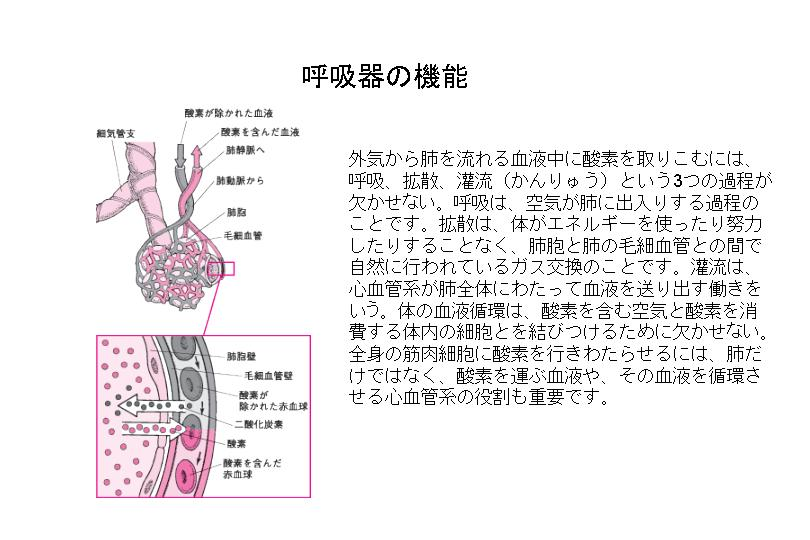 呼吸器の機能
酸素が除かれた血液
細気管支
酸素を含んだ血液
肺静脈へ
肺動脈から
肺胞
毛細血管
肺胞壁
毛細血管壁
酸素が
除かれた赤血球
二酸化炭素
酸素
酸素を含んだ
赤血球
外気から肺を流れる血液中に酸素を取りこむには、
呼吸、拡散、灌流（かんりゅう）という3つの過程が
欠かせない。呼吸は、空気が肺に出入りする過程の
ことです。拡散は、体がエネルギーを使ったり努力
したりすることなく、肺胞と肺の毛細血管との間で
自然に行われているガス交換のことです。灌流は、
心血管系が肺全体にわたって血液を送り出す働きを
いう。体の血液循環は、酸素を含む空気と酸素を消
費する体内の細胞とを結びつけるために欠かせない。
全身の筋肉細胞に酸素を行きわたらせるには、肺だ
けではなく、酸素を運ぶ血液や、その血液を循環さ
せる心血管系の役割も重要です。